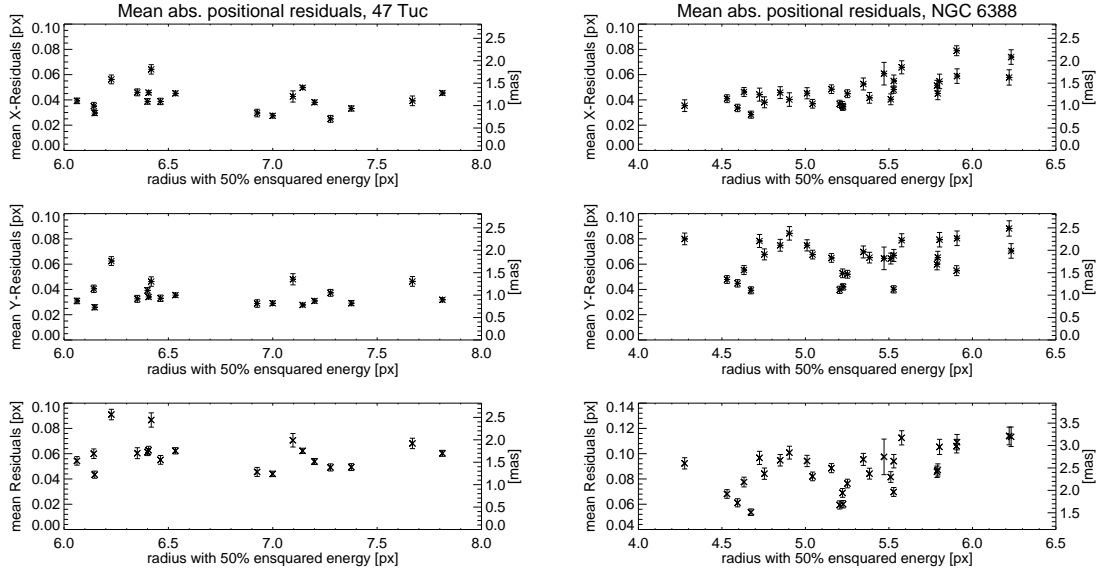 Mean abs. positional residuals, 47 Tuc
mean X-Residuals [px]
0.10
0.08
0.06
0.04
0.02
0.00
2.5
2.0
1.5
1.0
0.5
0.0
[mas]
6.0 6.5 7.0 7.5 8.0
radius with 50% ensquared energy [px]
mean Y-Residuals [px]
0.10
0.08
0.06
0.04
0.02
0.00
2.5
2.0
1.5
1.0
0.5
0.0
[mas]
6.0 6.5 7.0 7.5 8.0
radius with 50% ensquared energy [px]
mean Residuals [px]
0.10
0.08
0.06
0.04
0.02
0.00
2.5
2.0
1.5
1.0
0.5
0.0
[mas]
6.0 6.5 7.0 7.5 8.0
radius with 50% ensquared energy [px]
Mean abs. positional residuals, NGC 6388
mean X-Residuals [px]
0.10
0.08
0.06
0.04
0.02
0.00
2.5
2.0
1.5
1.0
0.5
0.0
[mas]
4.0 4.5 5.0 5.5 6.0 6.5
radius with 50% ensquared energy [px]
mean Y-Residuals [px]
0.10
0.08
0.06
0.04
0.02
0.00
2.5
2.0
1.5
1.0
0.5
0.0
[mas]
4.0 4.5 5.0 5.5 6.0 6.5
radius with 50% ensquared energy [px]
mean Residuals [px]
0.14
0.12
0.10
0.08
0.06
0.04
3.5
3.0
2.5
2.0
1.5
[mas]
4.0 4.5 5.0 5.5 6.0 6.5
radius with 50% ensquared energy [px]